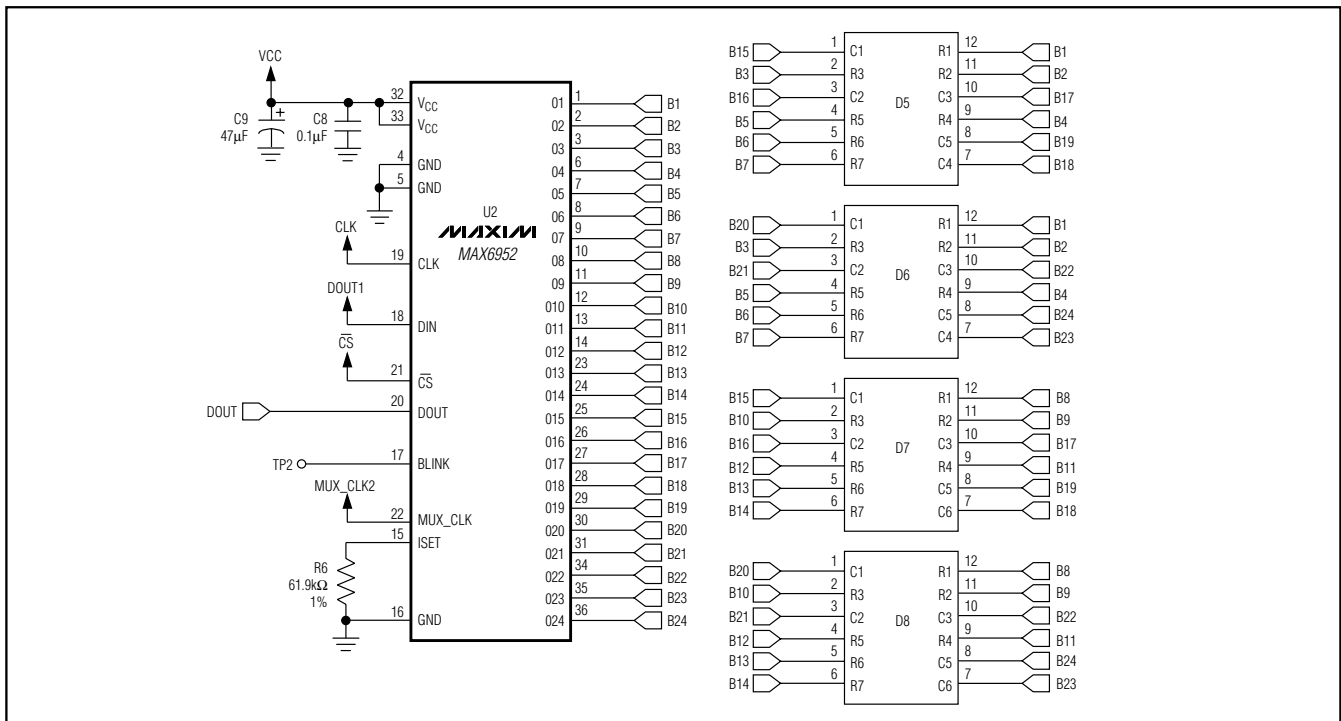 VCC
C9
47µF
+
C8
0.1µF
32 VCC
33 VCC
4 GND
5 GND
CLK
19 CLK
DOUT1
18 DIN
CS
21 CS
DOUT 20 DOUT
TP2 17 BLINK
MUX_CLK2
22 MUX_CLK
15 ISET
R6
61.9kΩ
1%
16 GND
U2
MAXIM
MAX6952
01 1 B1
02 2 B2
03 3 B3
04 6 B4
05 7 B5
06 8 B6
07 9 B7
08 10 B8
09 11 B9
010 12 B10
011 13 B11
012 14 B12
013 23 B13
014 24 B14
015 25 B15
016 26 B16
017 27 B17
018 28 B18
019 29 B19
020 30 B20
021 31 B21
022 34 B22
023 35 B23
024 36 B24
D5
B15 1 C1 R1 12 B1
B3 2 R3 R2 11 B2
B16 3 C2 C3 10 B17
B5 4 R5 R4 9 B4
B6 5 R6 C5 8 B19
B7 6 R7 C4 7 B18
D6
B20 1 C1 R1 12 B1
B3 2 R3 R2 11 B2
B21 3 C2 C3 10 B22
B5 4 R5 R4 9 B4
B6 5 R6 C5 8 B24
B7 6 R7 C4 7 B23
D7
B15 1 C1 R1 12 B8
B10 2 R3 R2 11 B9
B16 3 C2 C3 10 B17
B12 4 R5 R4 9 B11
B13 5 R6 C5 8 B19
B14 6 R7 C6 7 B18
D8
B20 1 C1 R1 12 B8
B10 2 R3 R2 11 B9
B21 3 C2 C3 10 B22
B12 4 R5 R4 9 B11
B13 5 R6 C5 8 B24
B14 6 R7 C6 7 B23